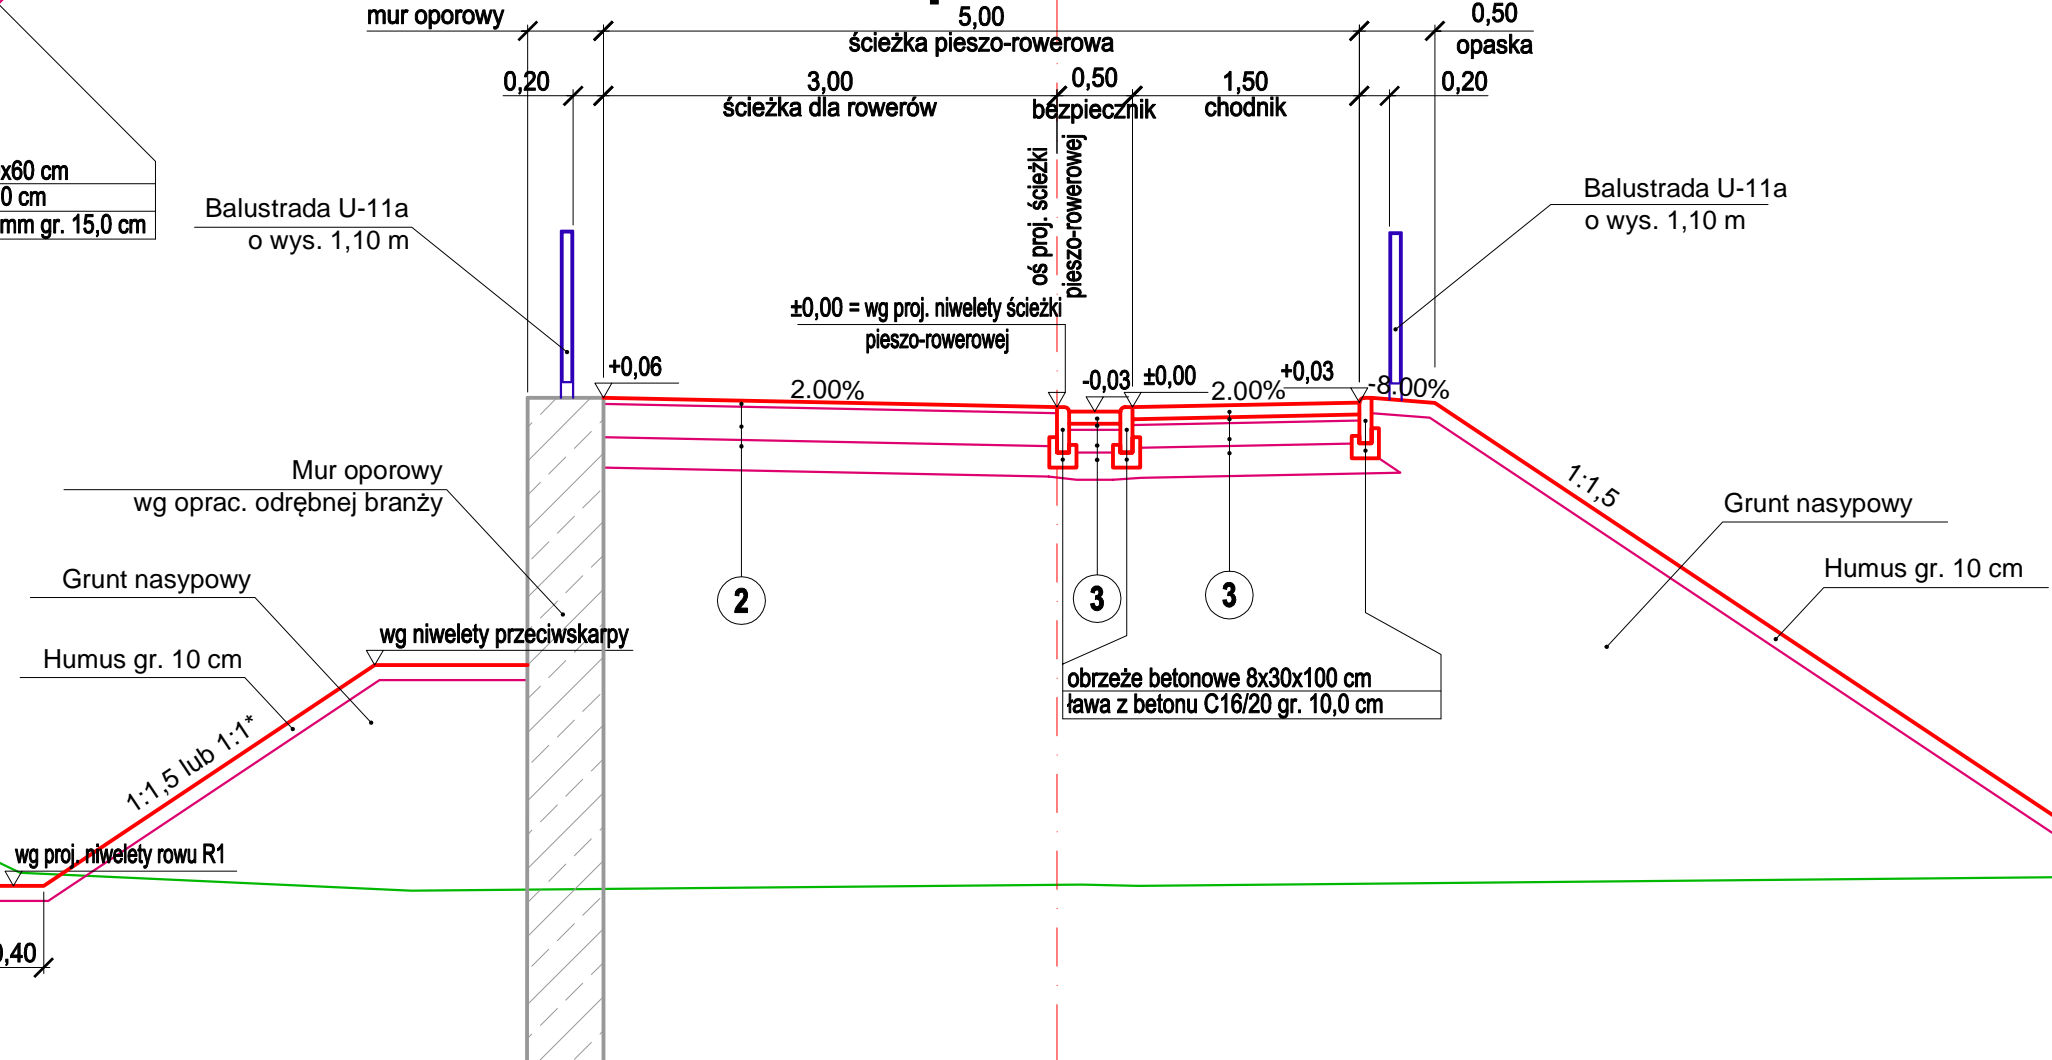 mur oporowy
5,00
ścieżka pieszo-rowerowa
0,50
opaska
0,20
3,00
ścieżka dla rowerów
0,50
bezpiecznik
1,50
chodnik
0,20
oś proj. ścieżki
pieszo-rowerowej
x60 cm
0 cm
mm gr. 15,0 cm
Balustrada U-11a
o wys. 1,10 m
Balustrada U-11a
o wys. 1,10 m
±0,00 = wg proj. niwelety ścieżki
pieszo-rowerowej
+0,06
2.00%
-0,03
±0,00
2.00%
+0,03
-8.00%
Mur oporowy
wg oprac. odrębnej branży
1:1,5
Grunt nasypowy
Grunt nasypowy
Humus gr. 10 cm
2
3
3
wg niwelety przeciwskarpy
Humus gr. 10 cm
obrzeże betonowe 8x30x100 cm
ława z betonu C16/20 gr. 10,0 cm
1:1,5 lub 1:1*
wg proj. niwelety rowu R1
0,40